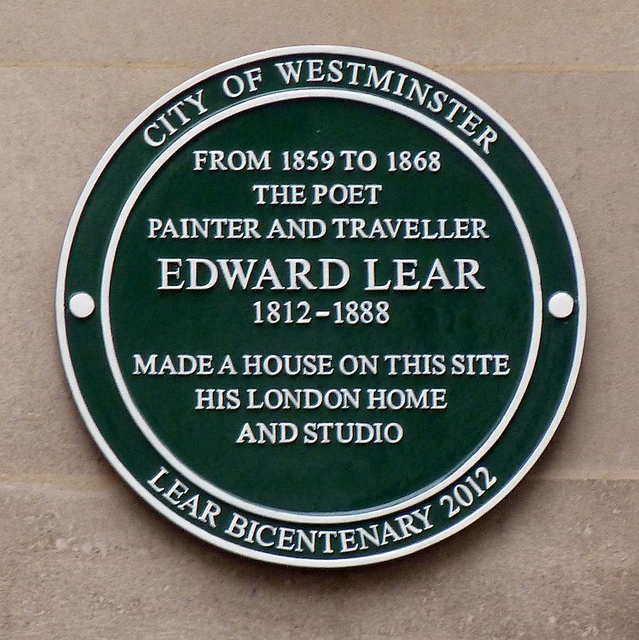 CITY OF WESTMINSTER
FROM 1859 TO 1868
THE POET
PAINTER AND TRAVELLER
EDWARD LEAR
1812-1888
MADE A HOUSE ON THIS SITE
HIS LONDON HOME
AND STUDIO
LEAR BICENTENARY 2012